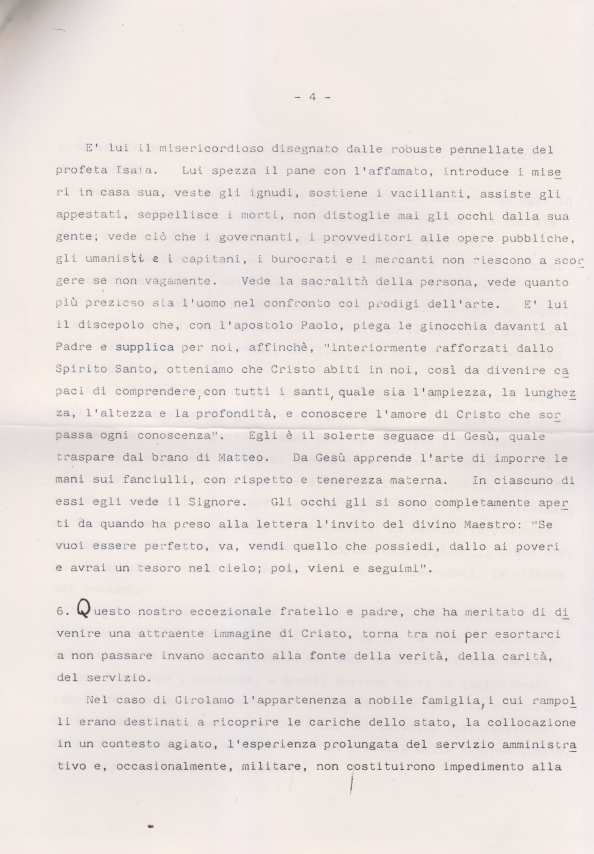 - 4 -
E' lui il misericordioso disegnato dalle robuste pennellate del
profeta Isaia. Lui spezza il pane con l'affamato, introduce i mise
ri in casa sua, veste gli ignudi, sostiene i vacillanti, assiste gli
appestati, seppellisce i morti, non distoglie mai gli occhi dalla sua
gente; vede ciò che i governanti, i provveditori alle opere pubbliche,
gli umanisti e i capitani, i burocrati e i mercanti non riescono a scor
gere se non vagamente. Vede la sacralità della persona, vede quanto
più prezioso sia l'uomo nel confronto coi prodigi dell'arte. E' lui
il discepolo che, con l'apostolo Paolo, piega le ginocchia davanti al
Padre e supplica per noi, affinchè, "interiormente rafforzati dallo
Spirito Santo, otteniamo che Cristo abiti in noi, così da divenire ca
paci di comprendere, con tutti i santi, quale sia l'ampiezza, la lunghez
za, l'altezza e la profondità, e conoscere l'amore di Cristo che sor
passa ogni conoscenza". Egli è il solerte seguace di Gesù, quale
traspare dal brano di Matteo. Da Gesù apprende l'arte di imporre le
mani sui fanciulli, con rispetto e tenerezza materna. In ciascuno di
essi egli vede il Signore. Gli occhi gli si sono completamente aper
ti da quando ha preso alla lettera l'invito del divino Maestro: "Se
vuoi essere perfetto, va, vendi quello che possiedi, dallo ai poveri
e avrai un tesoro nel cielo; poi, vieni e seguimi".
6. Questo nostro eccezionale fratello e padre, che ha meritato di di
venire una attraente immagine di Cristo, torna tra noi per esortarci
a non passare invano accanto alla fonte della verità, della carità,
del servizio.
Nel caso di Girolamo l'appartenenza a nobile famiglia, i cui rampol
li erano destinati a ricoprire le cariche dello stato, la collocazione
in un contesto agiato, l'esperienza prolungata del servizio amministra
tivo e, occasionalmente, militare, non costituirono impedimento alla